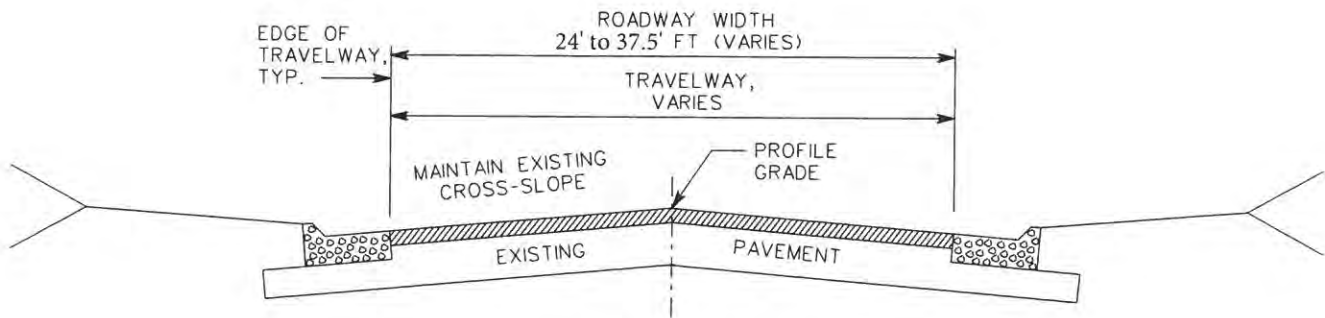 EDGE OF
TRAVELWAY,
TYP.
ROADWAY WIDTH
24' to 37.5' FT (VARIES)
TRAVELWAY,
VARIES
MAINTAIN EXISTING
CROSS-SLOPE
PROFILE
GRADE
EXISTING
PAVEMENT